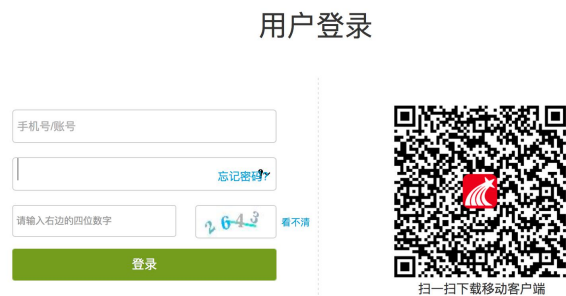 用户登录
手机号/账号
忘记密码?
请输入右边的四位数字
2643
看不清
登录
扫一扫下载移动客户端